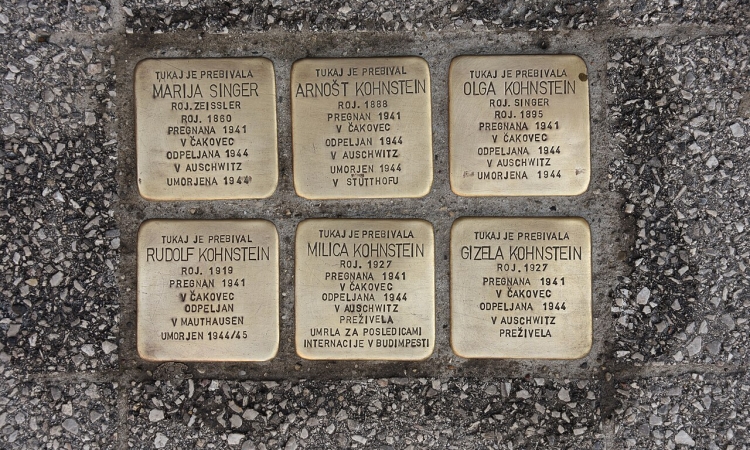 TUKAJ JE PREBIVALA
MARIJA SINGER
ROJ. ZEISSLER
ROJ. 1860
PREGNANA 1941
V ČAKOVEC
ODPELJANA 1944
V AUSCHWITZ
UMORJENA 1944
TUKAJ JE PREBIVAL
ARNOŠT KOHNSTEIN
ROJ. 1888
PREGNAN 1941
V ČAKOVEC
ODPELJAN 1944
V AUSCHWITZ
UMORJEN 1944
V STUTTHOFU
TUKAJ JE PREBIVALA
OLGA KOHNSTEIN
ROJ. SINGER
ROJ. 1895
PREGNANA 1941
V ČAKOVEC
ODPELJANA 1944
V AUSCHWITZ
UMORJENA 1944
TUKAJ JE PREBIVAL
RUDOLF KOHNSTEIN
ROJ. 1919
PREGNAN 1941
V ČAKOVEC
ODPELJAN
V MAUTHAUSEN
UMORJEN 1944/45
TUKAJ JE PREBIVALA
MILICA KOHNSTEIN
ROJ. 1927
PREGNANA 1941
V ČAKOVEC
ODPELJANA 1944
V AUSCHWITZ
PREŽIVELA
UMRLA ZA POSLEDICAMI
INTERNACIJE V BUDIMPESTI
TUKAJ JE PREBIVALA
GIZELA KOHNSTEIN
ROJ. 1927
PREGNANA 1941
V ČAKOVEC
ODPELJANA 1944
V AUSCHWITZ
PREŽIVELA